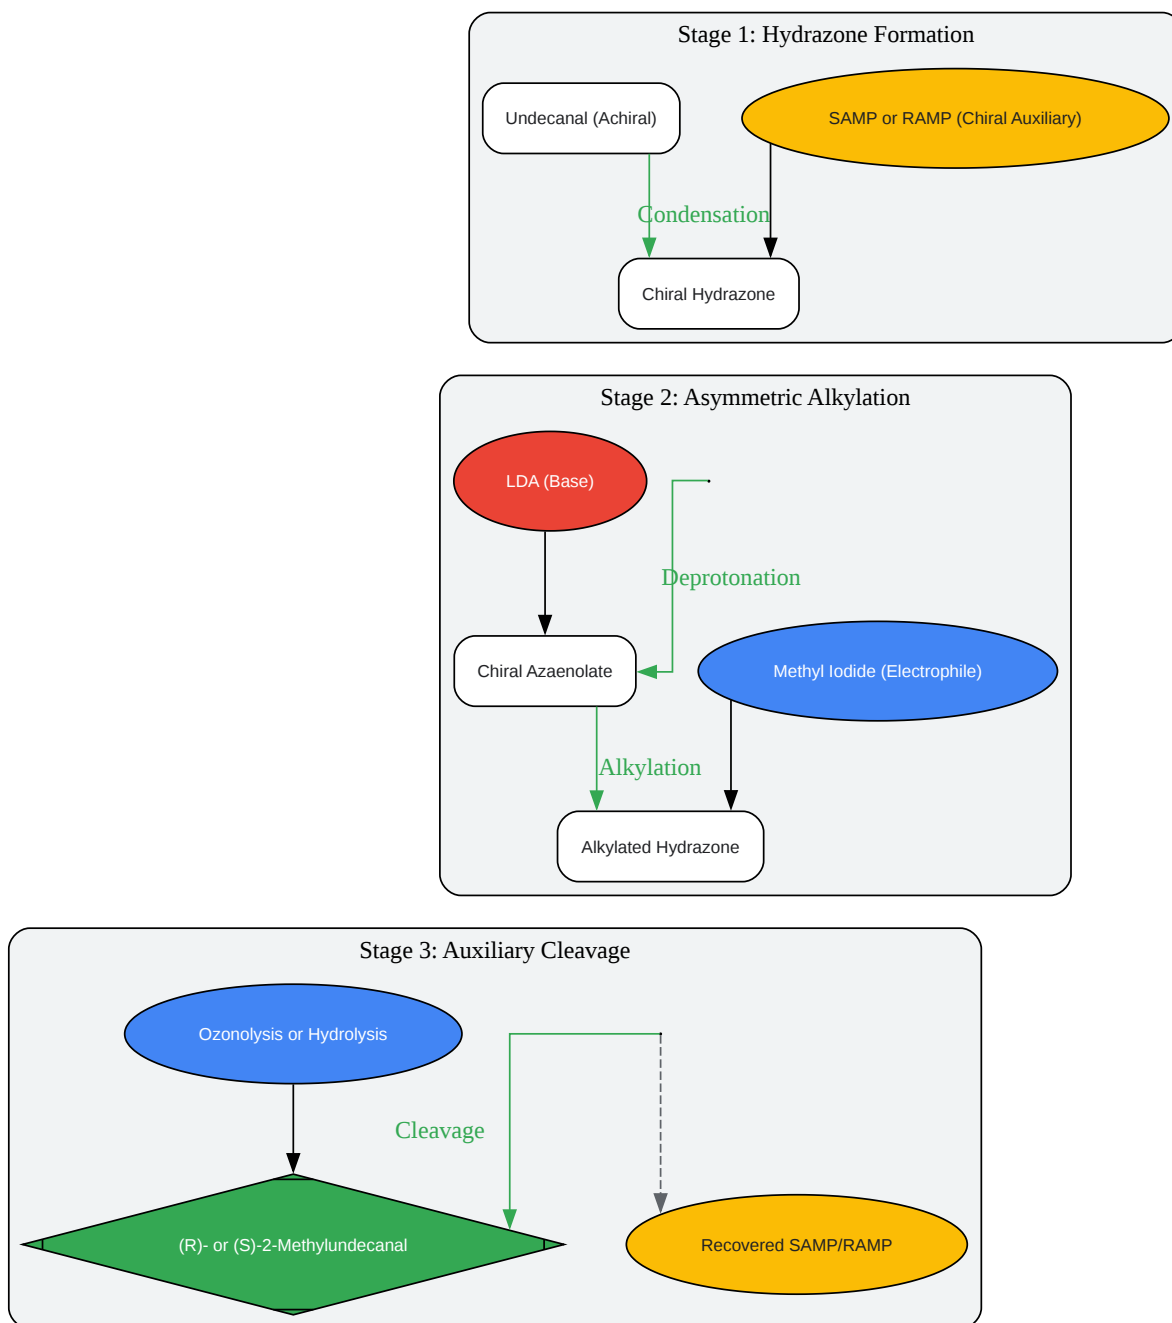 Stage 1: Hydrazone Formation
Undecanal (Achiral)
SAMP or RAMP (Chiral Auxiliary)
Condensation
Chiral Hydrazone
Stage 2: Asymmetric Alkylation
LDA (Base)
Deprotonation
Chiral Azaenolate
Methyl Iodide (Electrophile)
Alkylation
Alkylated Hydrazone
Stage 3: Auxiliary Cleavage
Ozonolysis or Hydrolysis
Cleavage
(R)- or (S)-2-Methylundecanal
Recovered SAMP/RAMP